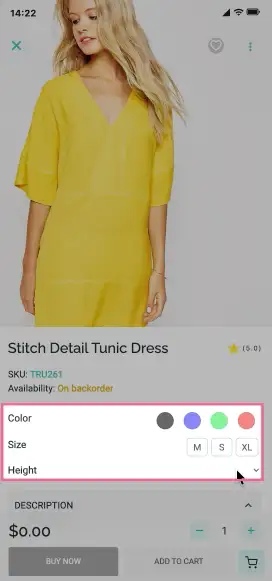 14:22
Stitch Detail Tunic Dress
(5.0)
SKU: TRU261
Availability: On backorder
Color
Size M S XL
Height
DESCRIPTION
$0.00 − 1 +
BUY NOW ADD TO CART